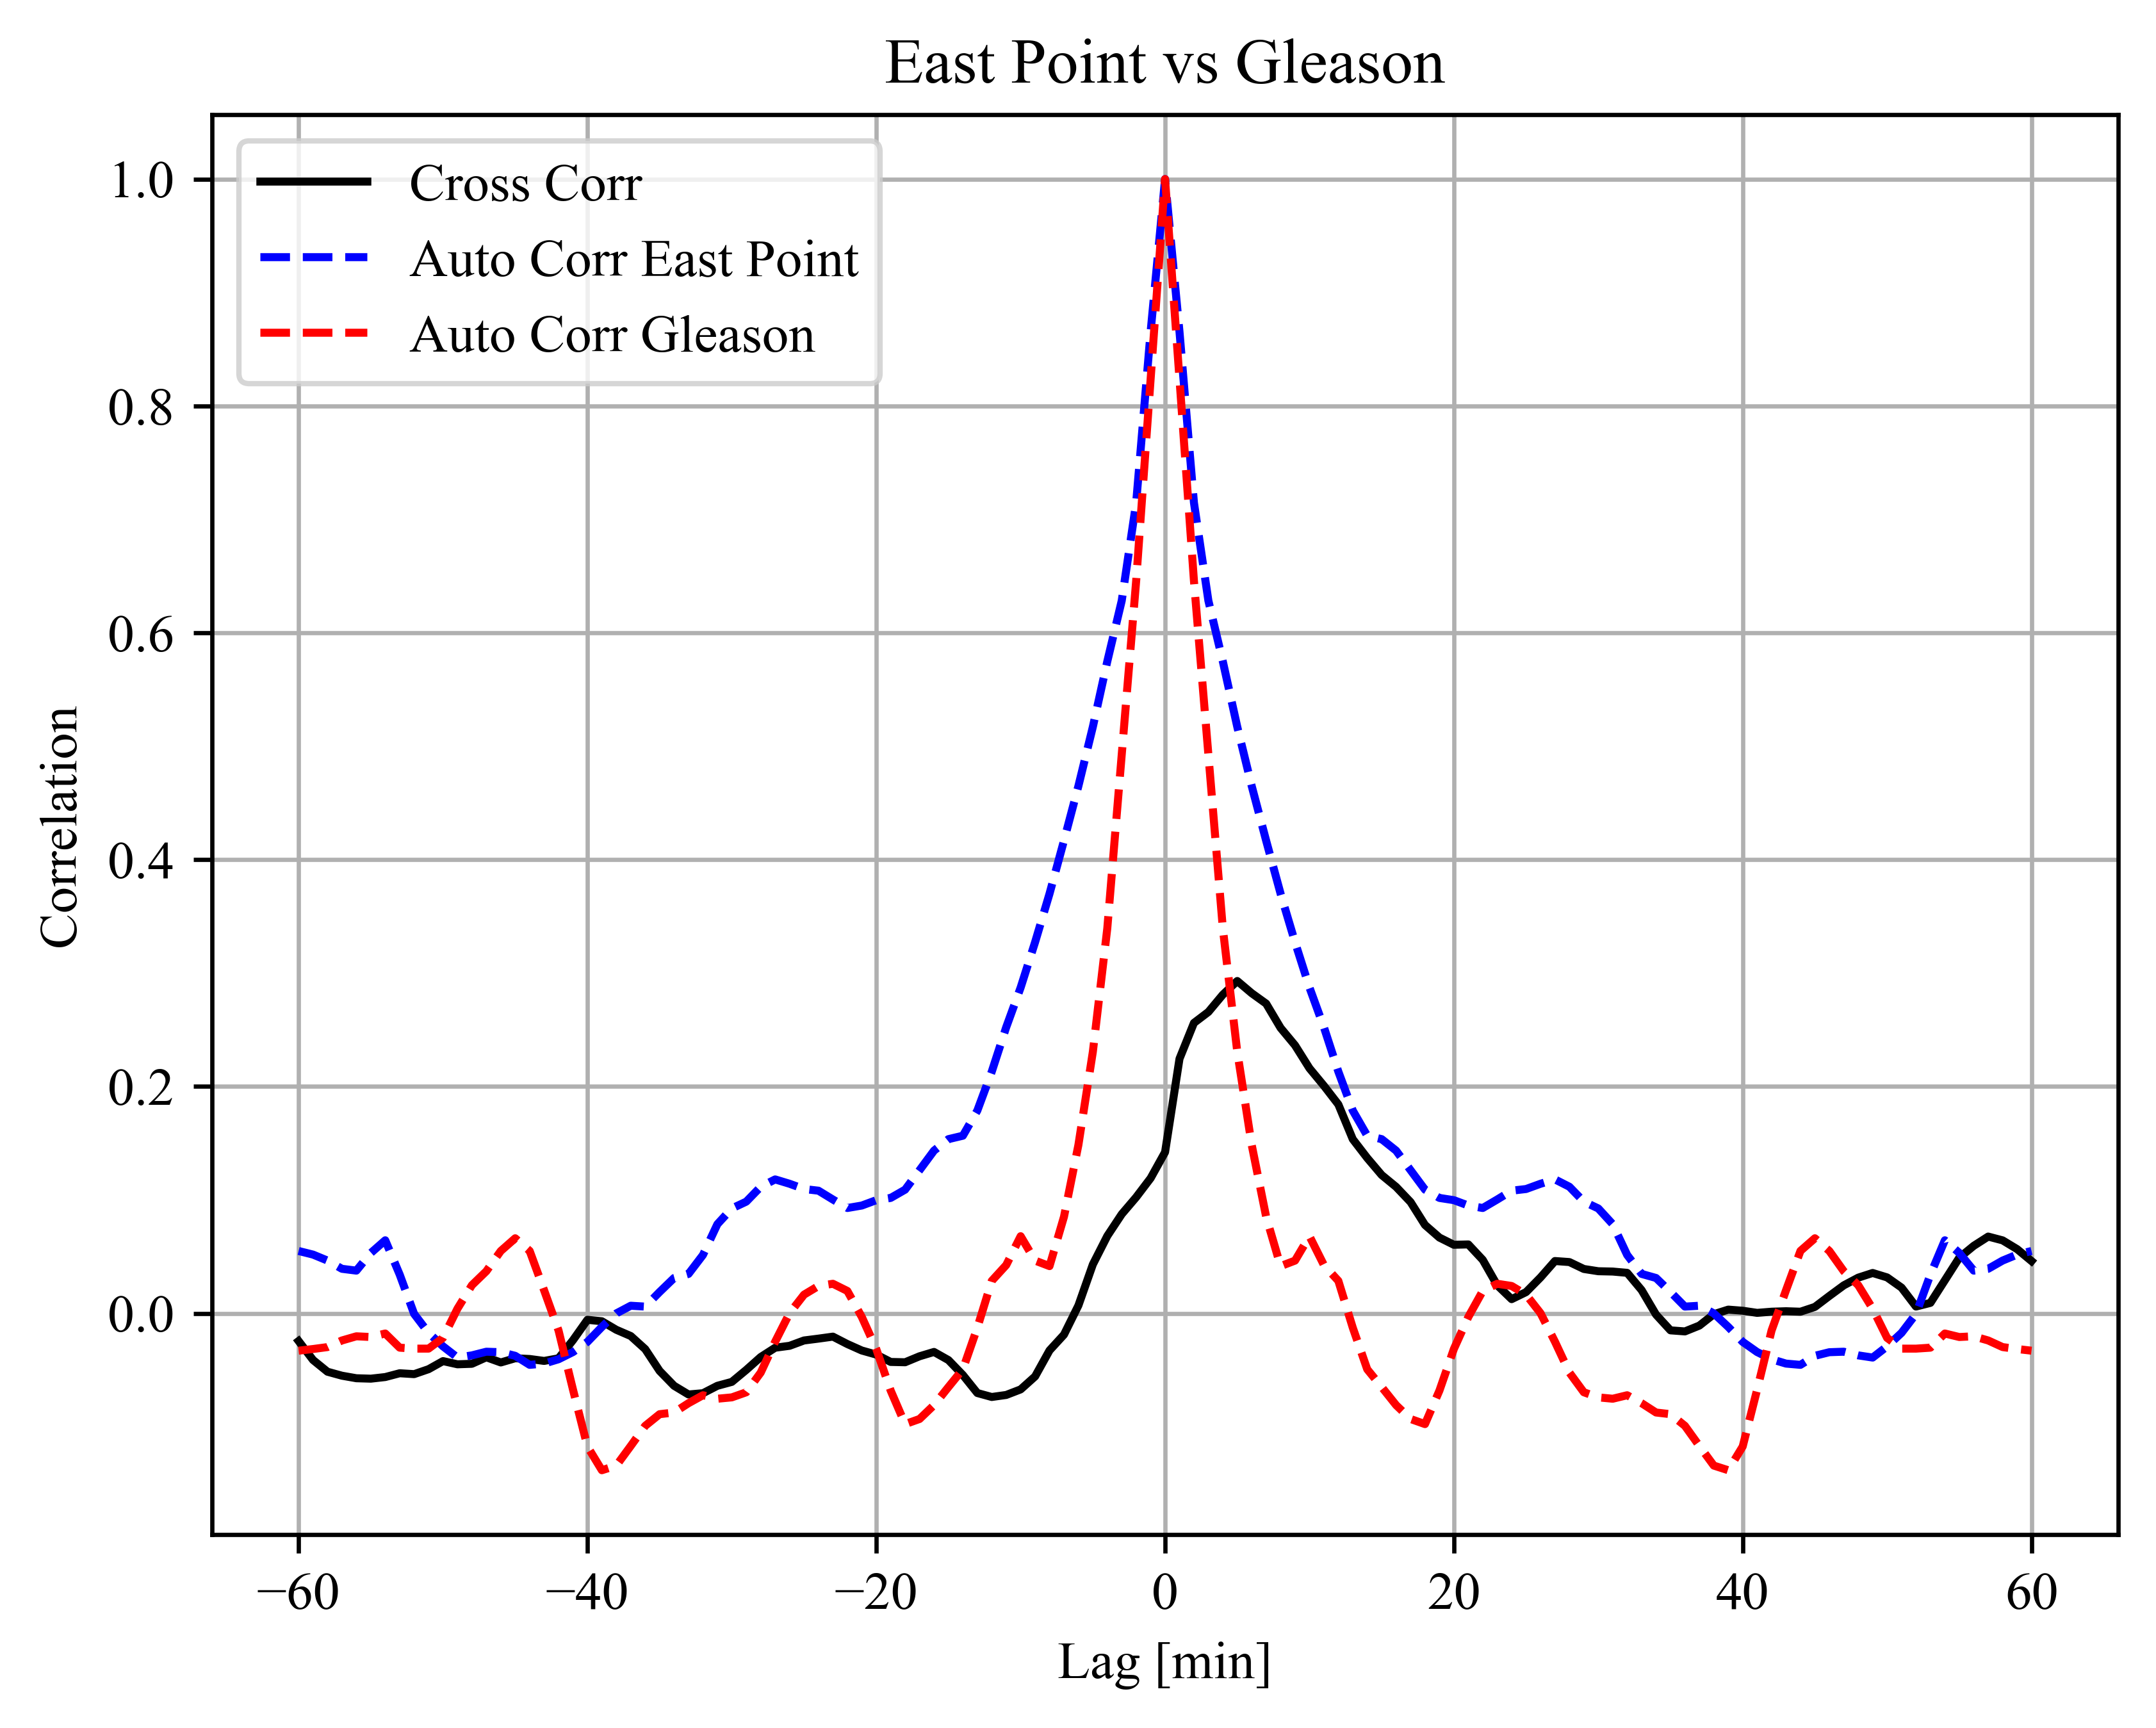 East Point vs Gleason
Cross Corr
Auto Corr East Point
Auto Corr Gleason
1.0
0.8
0.6
0.4
0.2
0.0
Correlation
−60 −40 −20 0 20 40 60
Lag [min]